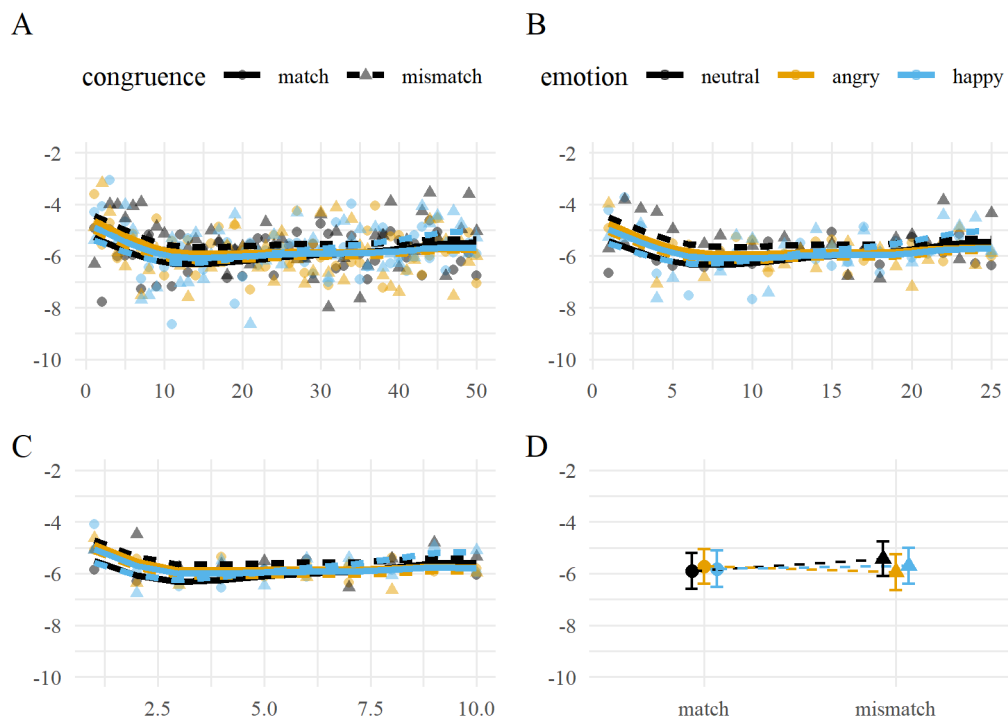 A
B
congruence match mismatch
emotion neutral angry happy
-2
-4
-6
-8
-10
0 10 20 30 40 50
-2
-4
-6
-8
-10
0 5 10 15 20 25
C
D
-2
-4
-6
-8
-10
2.5 5.0 7.5 10.0
-2
-4
-6
-8
-10
match mismatch